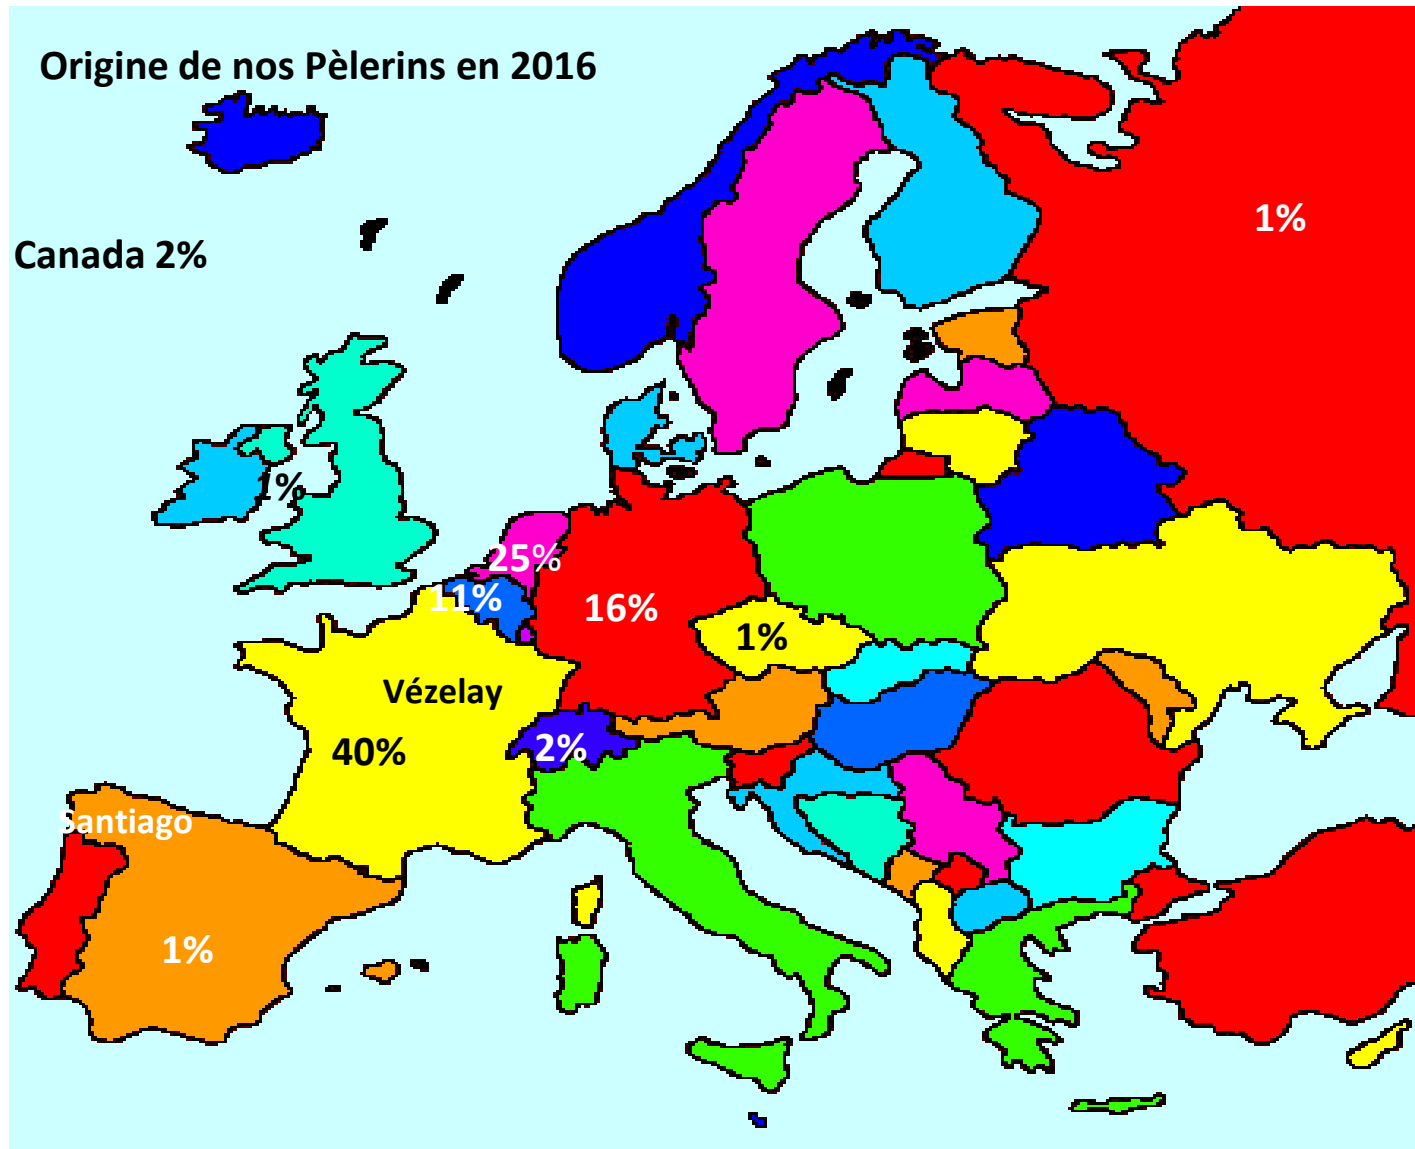 Origine de nos Pèlerins en 2016
1%
Canada 2%
1%
25%
11%
16%
1%
Vézelay
40%
2%
Santiago
1%